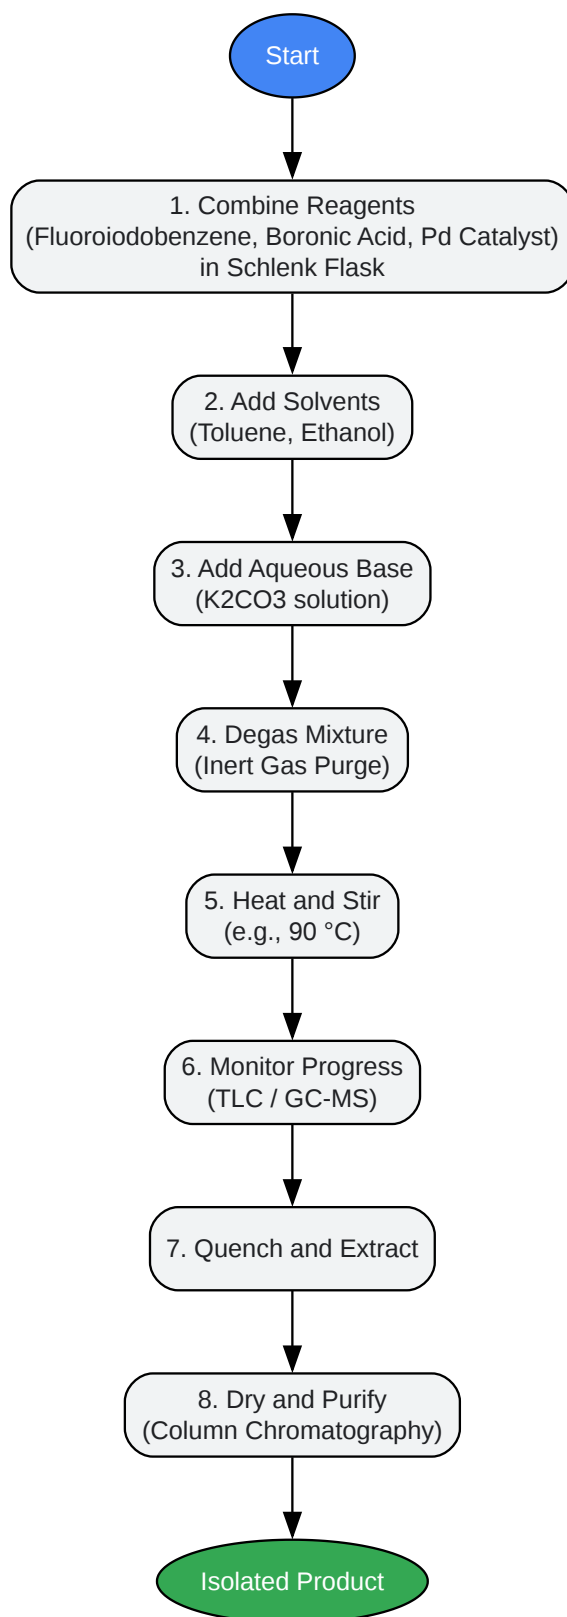 Start
1. Combine Reagents
(Fluoroiodobenzene, Boronic Acid, Pd Catalyst)
in Schlenk Flask
2. Add Solvents
(Toluene, Ethanol)
3. Add Aqueous Base
(K2CO3 solution)
4. Degas Mixture
(Inert Gas Purge)
5. Heat and Stir
(e.g., 90 °C)
6. Monitor Progress
(TLC / GC-MS)
7. Quench and Extract
8. Dry and Purify
(Column Chromatography)
Isolated Product